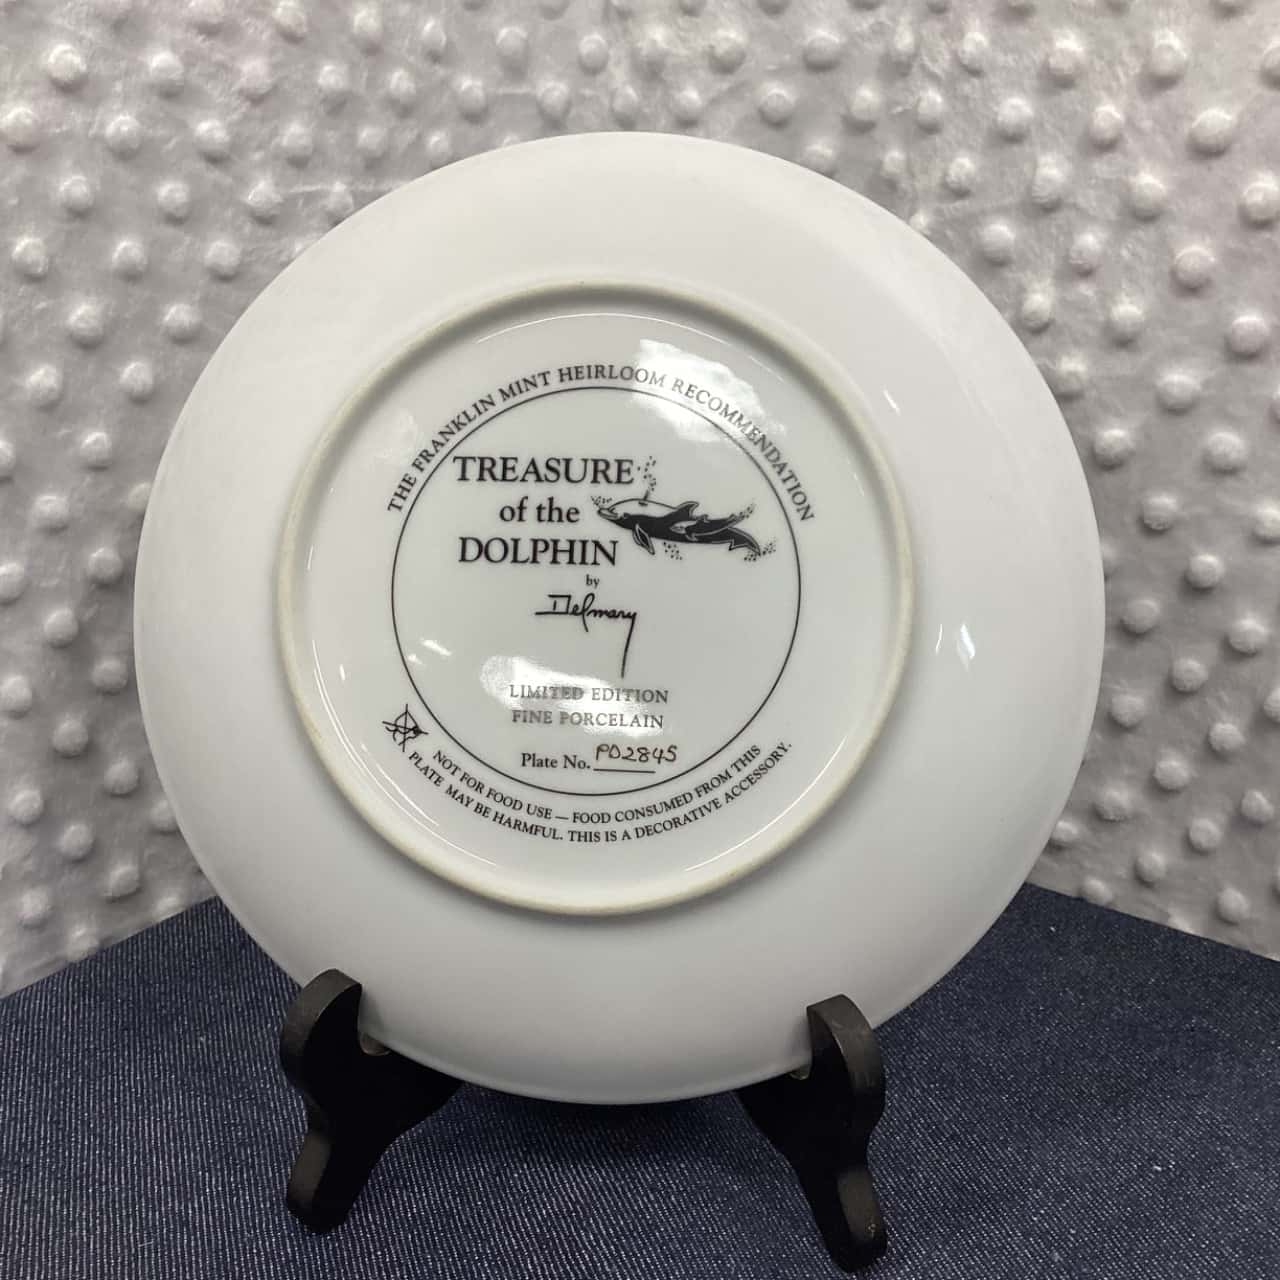 THE FRANKLIN MINT HEIRLOOM RECOMMENDATION
TREASURE
of the
DOLPHIN
by
Delmary
LIMITED EDITION
FINE PORCELAIN
Plate No. PD2845
NOT FOR FOOD USE — FOOD CONSUMED FROM THIS
PLATE MAY BE HARMFUL. THIS IS A DECORATIVE ACCESSORY.